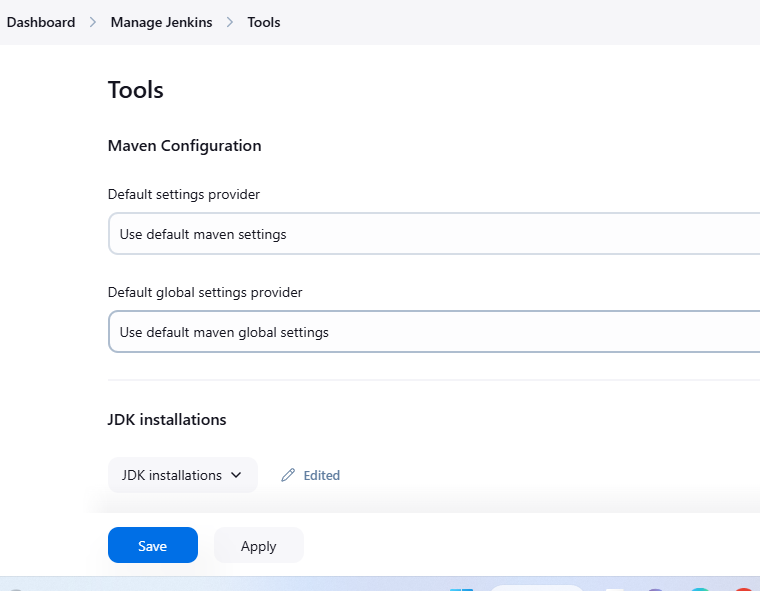 Dashboard > Manage Jenkins > Tools
Tools
Maven Configuration
Default settings provider
Use default maven settings
Default global settings provider
Use default maven global settings
JDK installations
JDK installations Edited
Save Apply